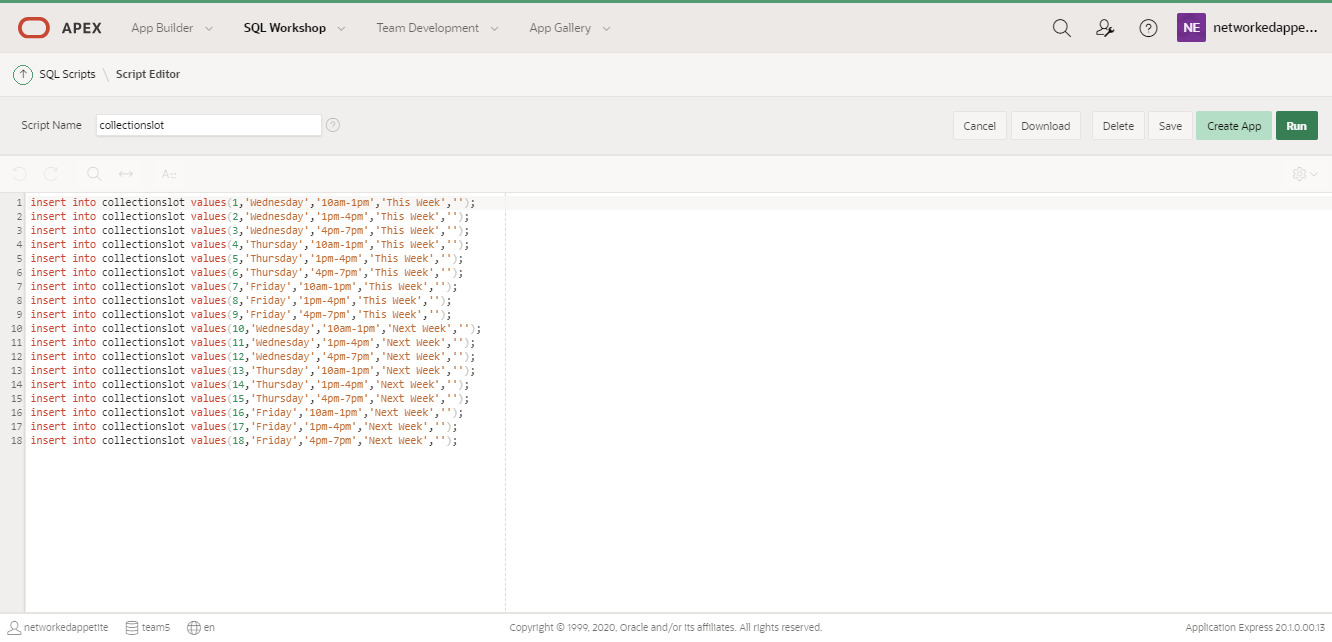 APEX App Builder SQL Workshop Team Development App Gallery NE networkedappe...
SQL Scripts \ Script Editor
Script Name collectionslot ? Cancel Download Delete Save Create App Run
A::
1 insert into collectionslot values(1,'Wednesday','10am-1pm','This Week','');
2 insert into collectionslot values(2,'Wednesday','1pm-4pm','This Week','');
3 insert into collectionslot values(3,'Wednesday','4pm-7pm','This Week','');
4 insert into collectionslot values(4,'Thursday','10am-1pm','This Week','');
5 insert into collectionslot values(5,'Thursday','1pm-4pm','This Week','');
6 insert into collectionslot values(6,'Thursday','4pm-7pm','This Week','');
7 insert into collectionslot values(7,'Friday','10am-1pm','This Week','');
8 insert into collectionslot values(8,'Friday','1pm-4pm','This Week','');
9 insert into collectionslot values(9,'Friday','4pm-7pm','This Week','');
10 insert into collectionslot values(10,'Wednesday','10am-1pm','Next Week','');
11 insert into collectionslot values(11,'Wednesday','1pm-4pm','Next Week','');
12 insert into collectionslot values(12,'Wednesday','4pm-7pm','Next Week','');
13 insert into collectionslot values(13,'Thursday','10am-1pm','Next Week','');
14 insert into collectionslot values(14,'Thursday','1pm-4pm','Next Week','');
15 insert into collectionslot values(15,'Thursday','4pm-7pm','Next Week','');
16 insert into collectionslot values(16,'Friday','10am-1pm','Next Week','');
17 insert into collectionslot values(17,'Friday','1pm-4pm','Next Week','');
18 insert into collectionslot values(18,'Friday','4pm-7pm','Next Week','');
networkedappetite team5 en Copyright © 1999, 2020, Oracle and/or its affiliates. All rights reserved. Application Express 20.1.0.00.13